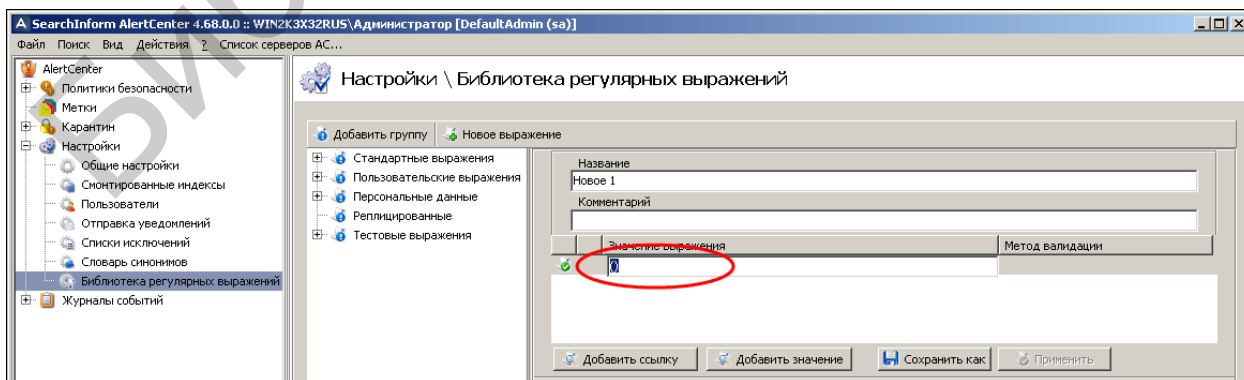 SearchInform AlertCenter 4.68.0.0 :: WIN2K3X32RUS\Администратор [DefaultAdmin (sa)]
Файл Поиск Вид Действия ? Список серверов АС...
AlertCenter
Политики безопасности
Метки
Карантин
Настройки
Общие настройки
Смонтированные индексы
Пользователи
Отправка уведомлений
Списки исключений
Словарь синонимов
Библиотека регулярных выражений
Журналы событий
Настройки \ Библиотека регулярных выражений
Добавить группу Новое выражение
Стандартные выражения
Пользовательские выражения
Персональные данные
Реплицированные
Тестовые выражения
Название
Новое 1
Комментарий
Значение выражения Метод валидации
()
Добавить ссылку Добавить значение Сохранить как Применить